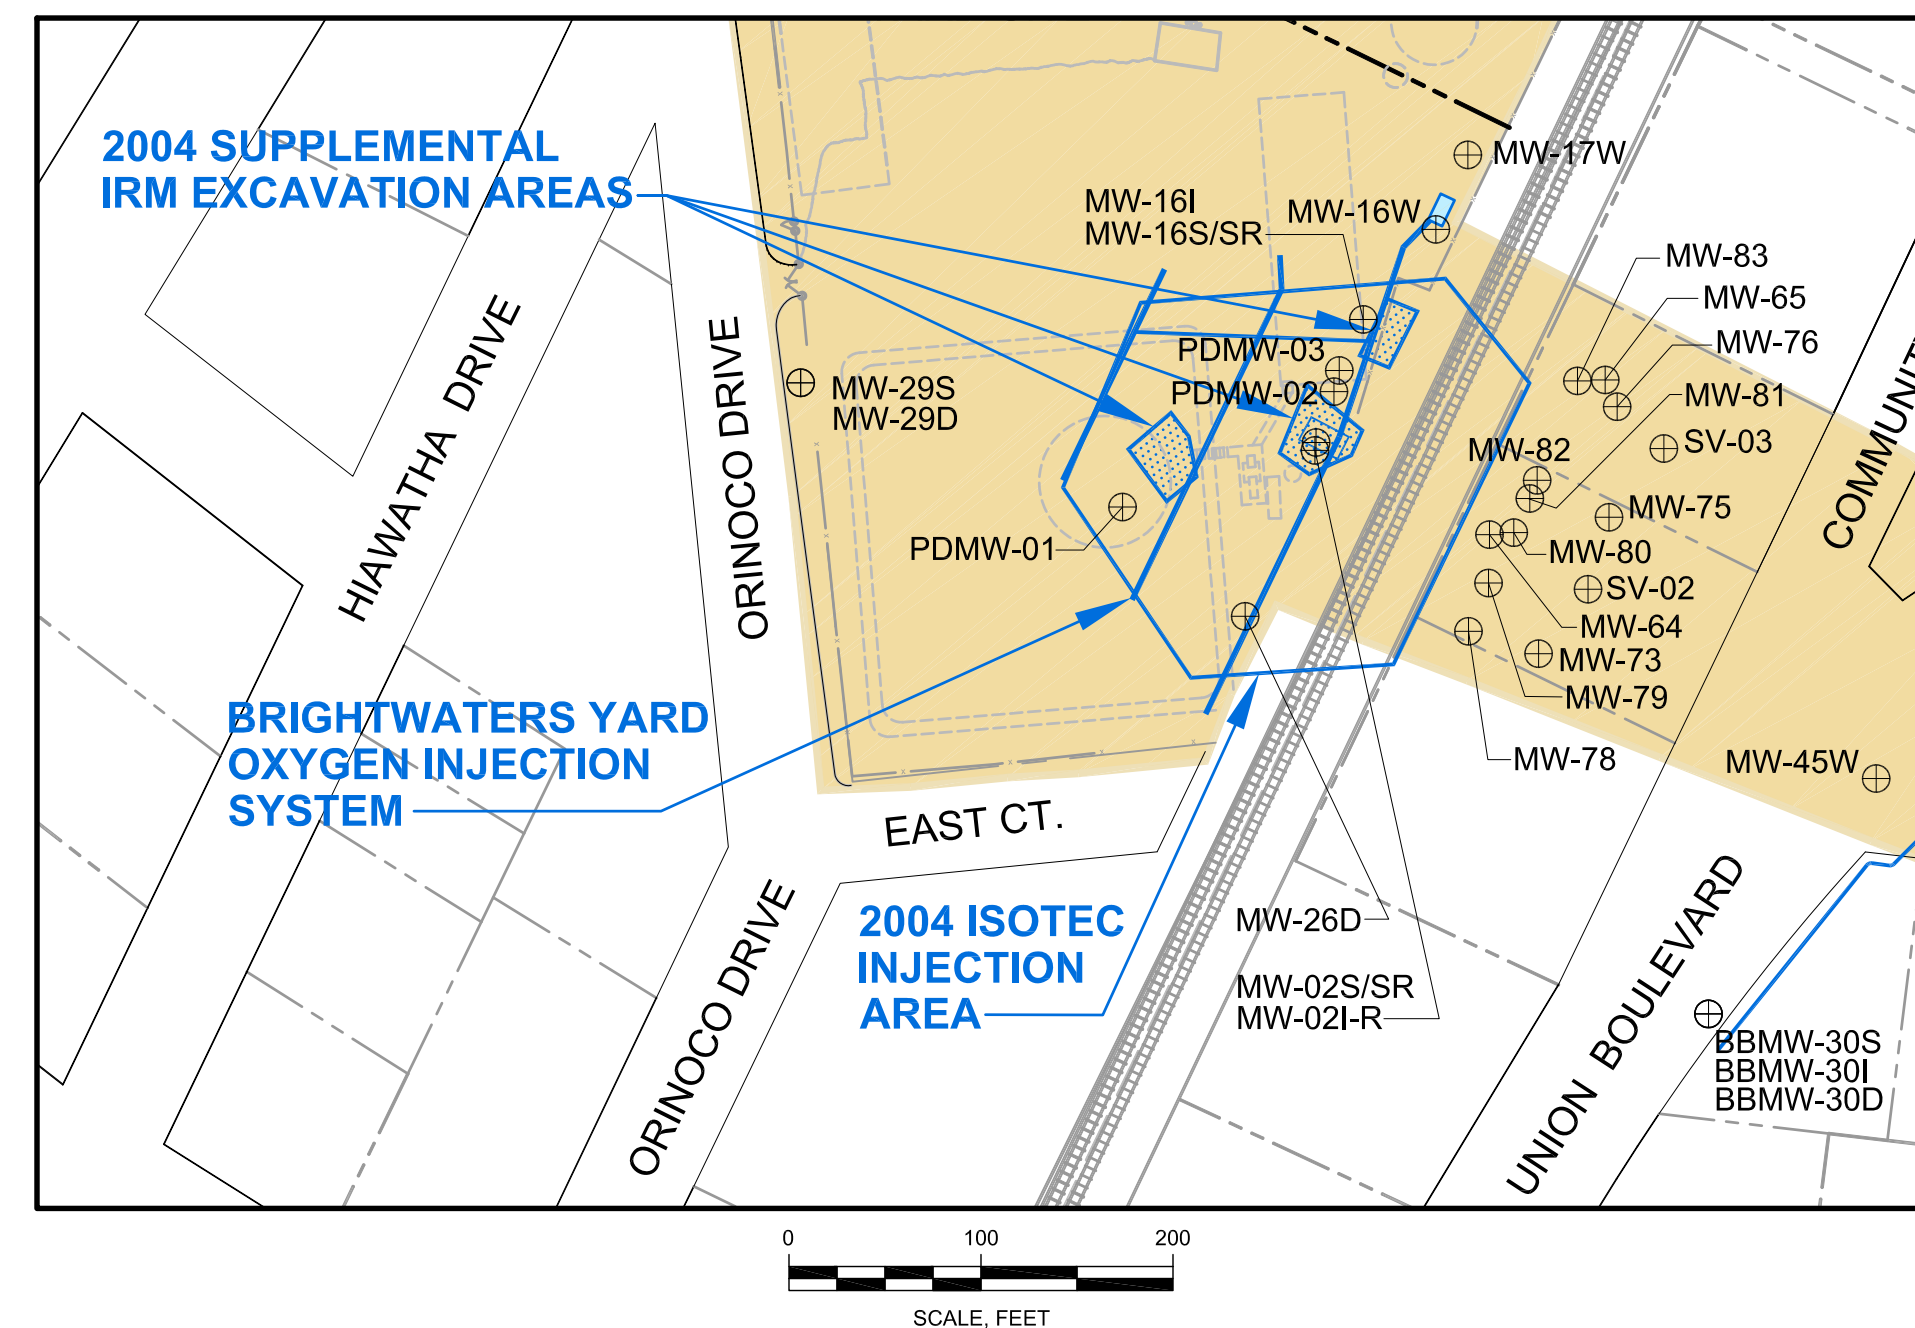 2004 SUPPLEMENTAL
IRM EXCAVATION AREAS
MW-17W
MW-16I
MW-16S/SR
MW-16W
MW-83
MW-65
MW-76
MW-81
SV-03
MW-82
MW-75
MW-80
SV-02
MW-64
MW-73
MW-79
MW-78
MW-45W
PDMW-03
PDMW-02
MW-29S
MW-29D
PDMW-01
HIAWATHA DRIVE
ORINOCO DRIVE
BRIGHTWATERS YARD
OXYGEN INJECTION
SYSTEM
EAST CT.
ORINOCO DRIVE
2004 ISOTEC
INJECTION
AREA
MW-26D
MW-02S/SR
MW-02I-R
UNION BOULEVARD
BBMW-30S
BBMW-30I
BBMW-30D
0 100 200
SCALE, FEET